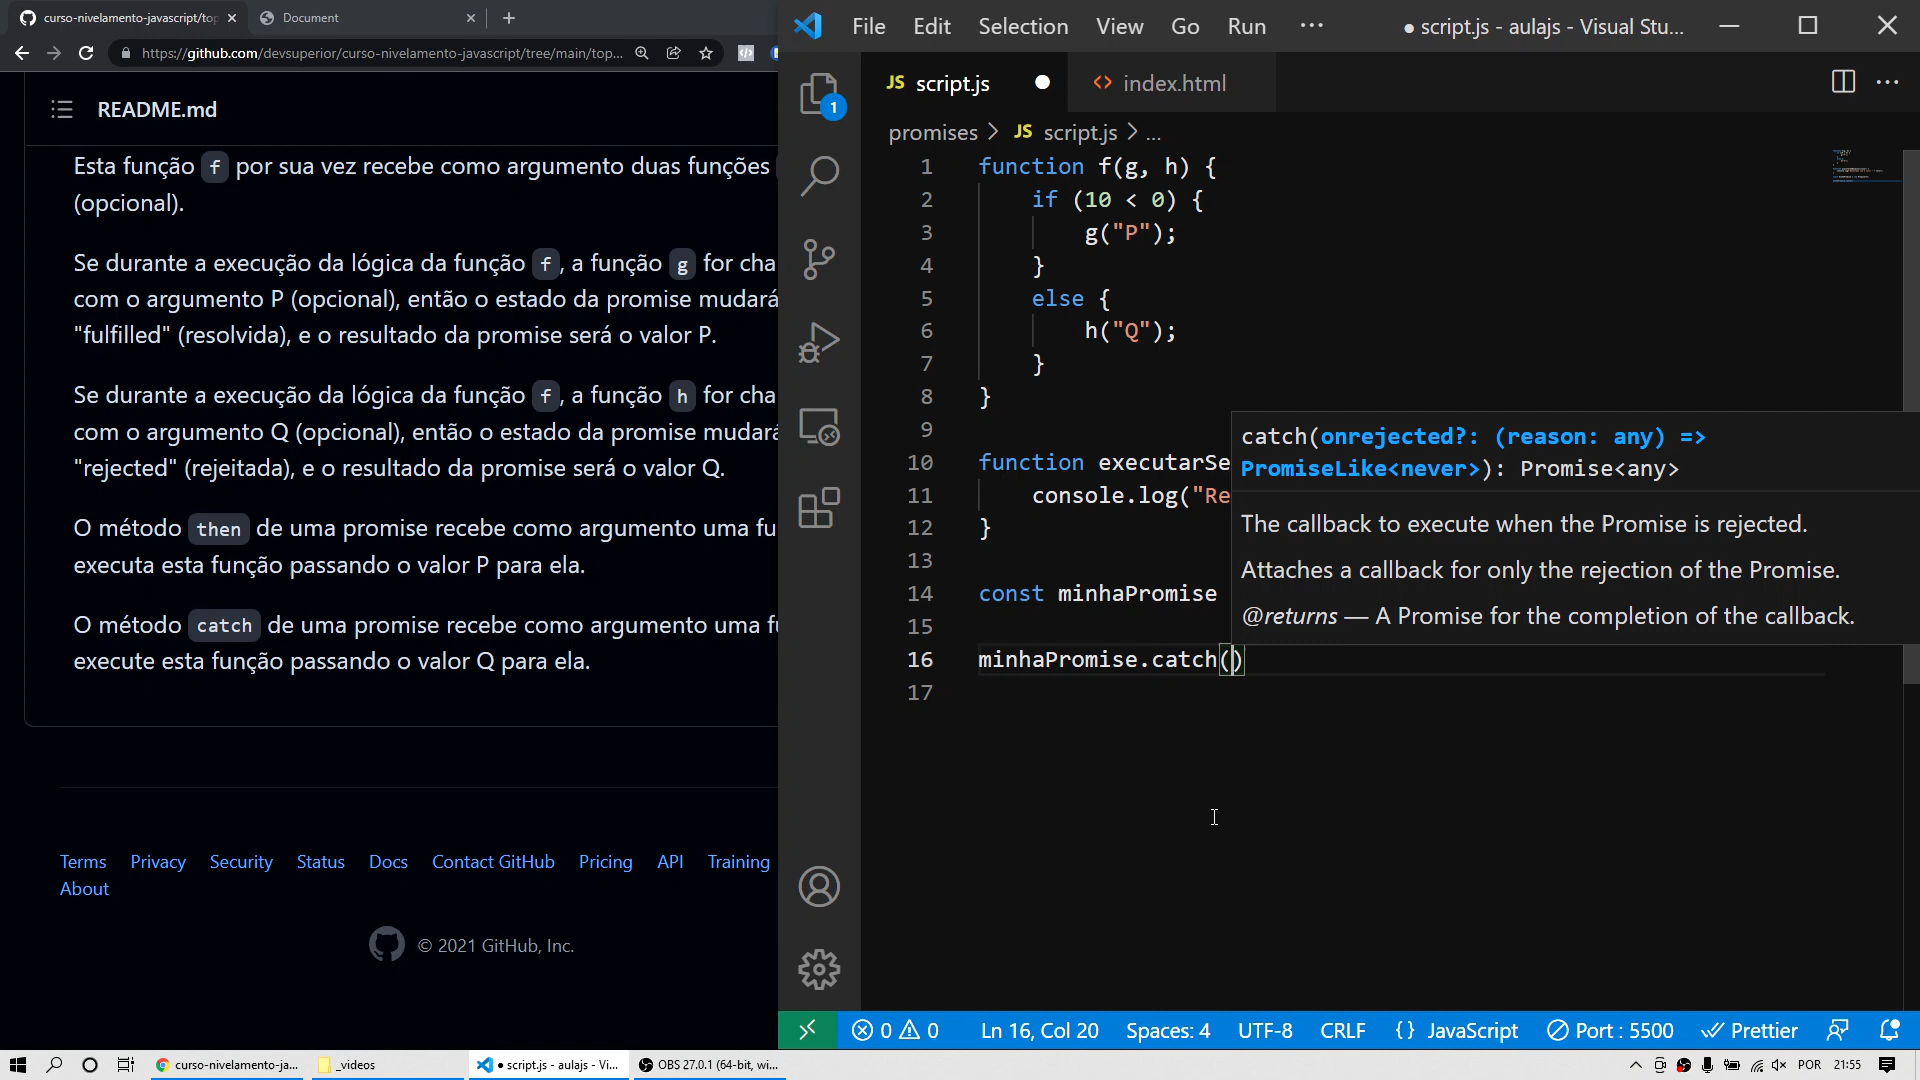 curso-nivelamento-javascript/top
Document
https://github.com/devsuperior/curso-nivelamento-javascript/tree/main/top...
README.md
Esta função f por sua vez recebe como argumento duas funções
(opcional).
Se durante a execução da lógica da função f, a função g for cha
com o argumento P (opcional), então o estado da promise mudará
"fulfilled" (resolvida), e o resultado da promise será o valor P.
Se durante a execução da lógica da função f, a função h for cha
com o argumento Q (opcional), então o estado da promise mudará
"rejected" (rejeitada), e o resultado da promise será o valor Q.
O método then de uma promise recebe como argumento uma fu
executa esta função passando o valor P para ela.
O método catch de uma promise recebe como argumento uma fu
execute esta função passando o valor Q para ela.
Terms Privacy Security Status Docs Contact GitHub Pricing API Training
About
© 2021 GitHub, Inc.
File Edit Selection View Go Run ··· ● script.js - aulajs - Visual Stu...
JS script.js ● <> index.html
1
promises > JS script.js > ...
1 function f(g, h) {
2 if (10 < 0) {
3 g("P");
4 }
5 else {
6 h("Q");
7 }
8 }
9
10 function executarSe
11 console.log("Re
12 }
13
14 const minhaPromise
15
16 minhaPromise.catch()
17
catch(onrejected?: (reason: any) =>
PromiseLike<never>): Promise<any>
The callback to execute when the Promise is rejected.
Attaches a callback for only the rejection of the Promise.
@returns — A Promise for the completion of the callback.
0 0 Ln 16, Col 20 Spaces: 4 UTF-8 CRLF {} JavaScript Port : 5500 Prettier
curso-nivelamento-ja... _videos ● script.js - aulajs - Vi... OBS 27.0.1 (64-bit, wi... POR 21:55